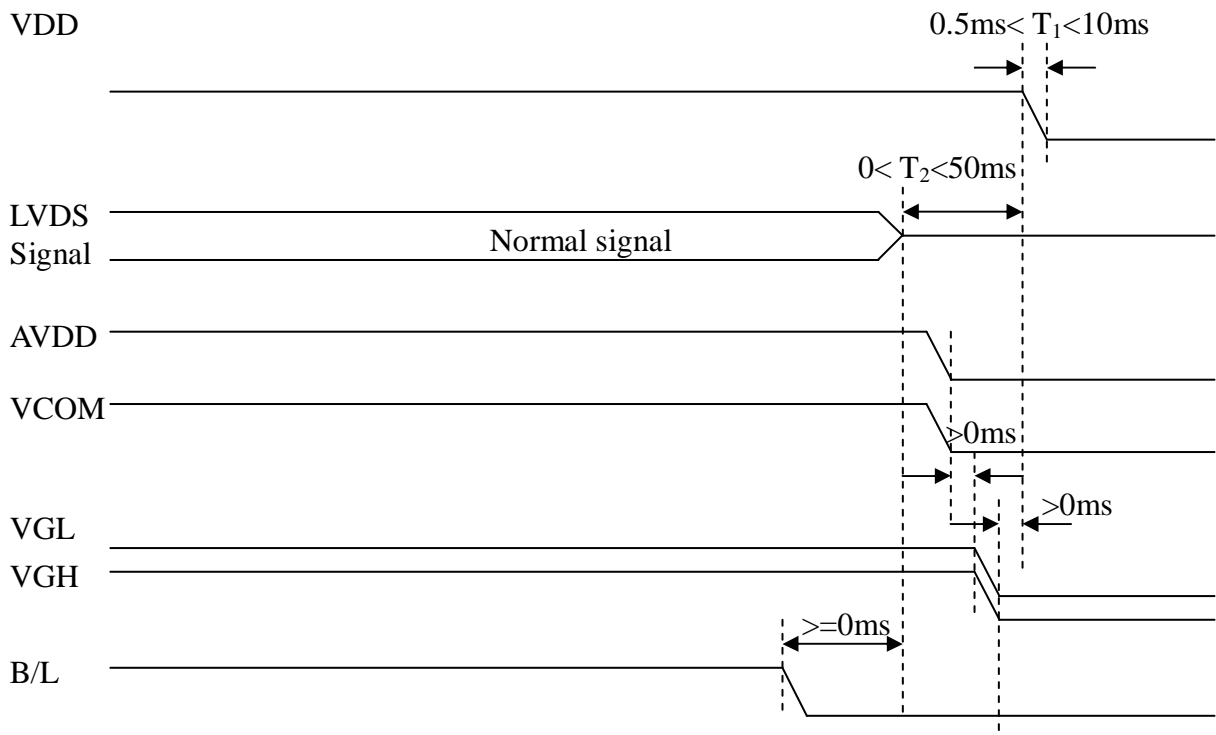 VDD
0.5ms< T₁<10ms
0< T₂<50ms
LVDS
Signal
Normal signal
AVDD
VCOM
>0ms
>0ms
VGL
VGH
>=0ms
B/L